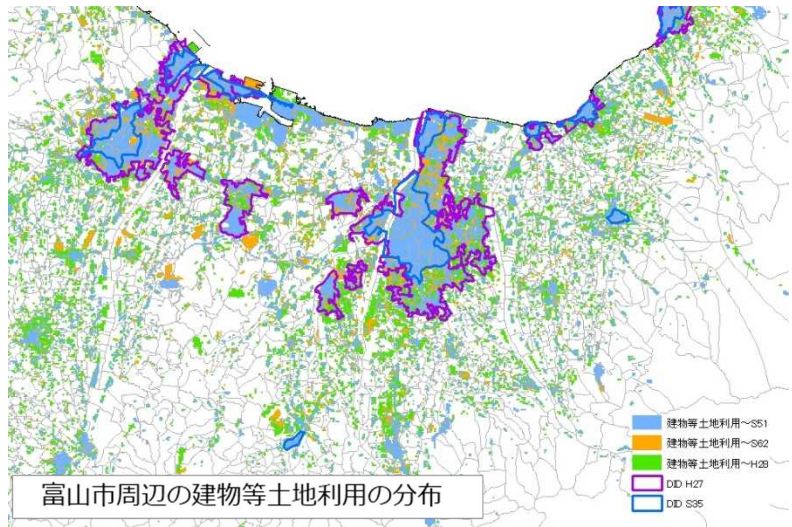 建物等土地利用～S51
建物等土地利用～S62
建物等土地利用～H28
DID H27
DID S35
富山市周辺の建物等土地利用の分布